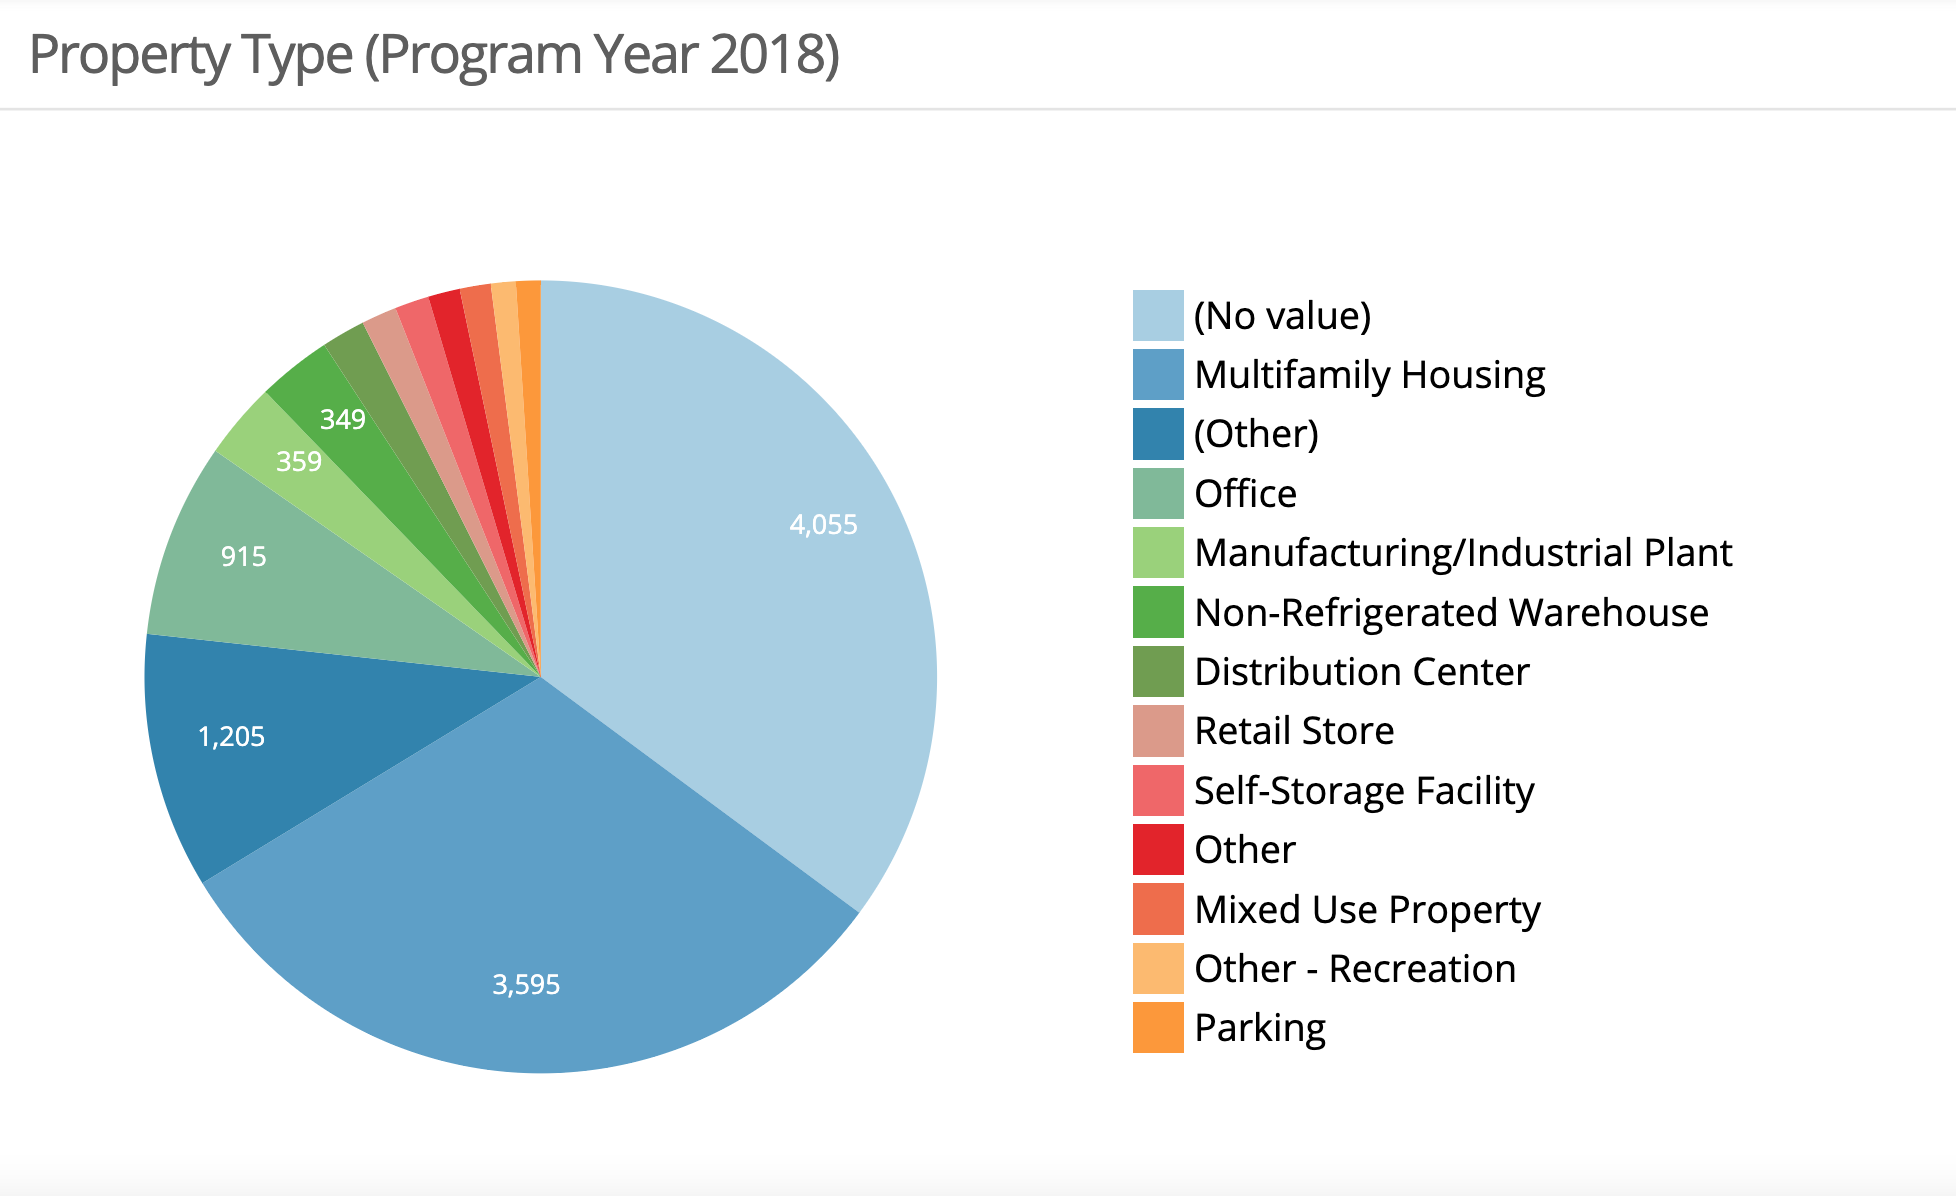 Property Type (Program Year 2018)
349
359
4,055
915
1,205
3,595
(No value)
Multifamily Housing
(Other)
Office
Manufacturing/Industrial Plant
Non-Refrigerated Warehouse
Distribution Center
Retail Store
Self-Storage Facility
Other
Mixed Use Property
Other - Recreation
Parking